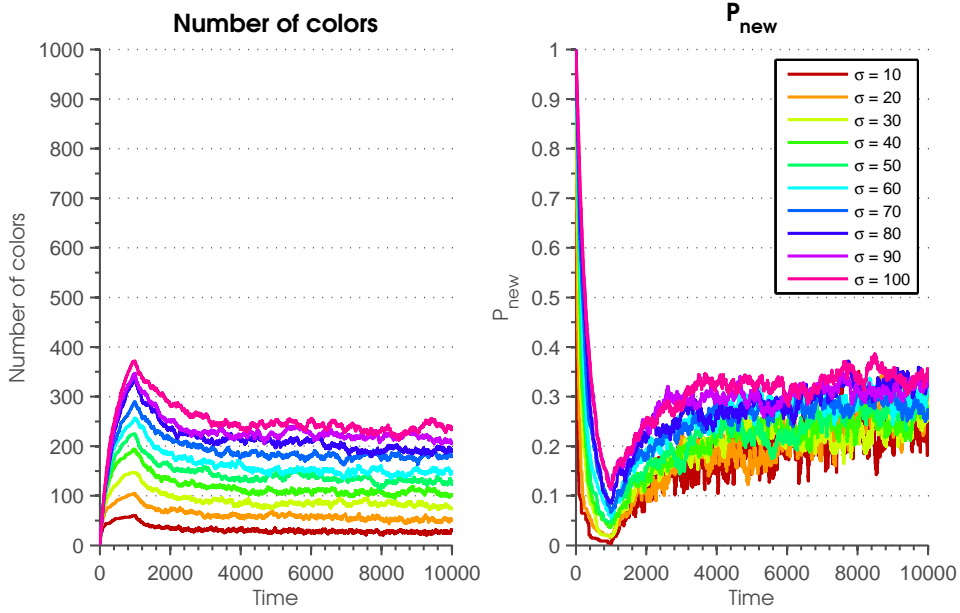 Number of colors
1000
900
800
700
600
500
400
300
200
100
0
Number of colors
0 2000 4000 6000 8000 10000
Time
P_new
1
0.9
0.8
0.7
0.6
0.5
0.4
0.3
0.2
0.1
0
P_new
0 2000 4000 6000 8000 10000
Time
σ = 10
σ = 20
σ = 30
σ = 40
σ = 50
σ = 60
σ = 70
σ = 80
σ = 90
σ = 100